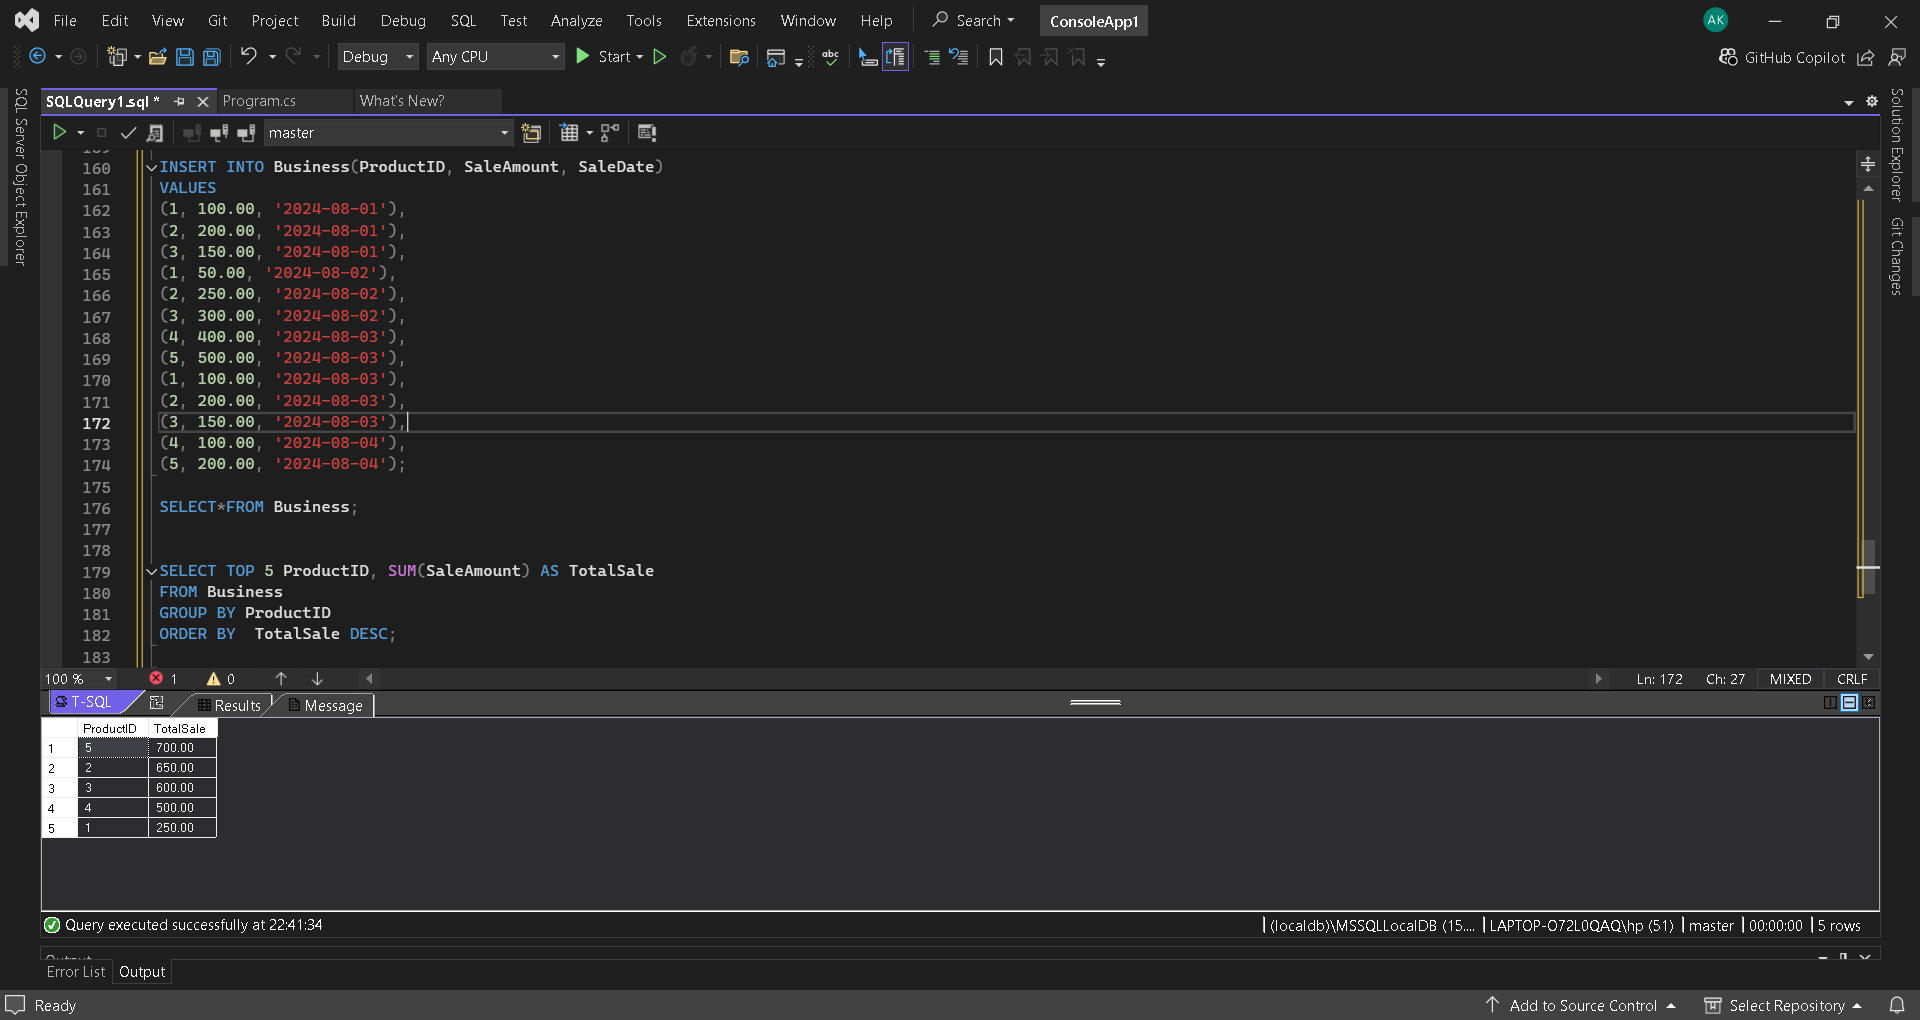 File Edit View Git Project Build Debug SQL Test Analyze Tools Extensions Window Help Search ConsoleApp1 AK
Debug Any CPU Start abc GitHub Copilot
SQLQuery1.sql * Program.cs What's New?
master
SQL Server Object Explorer
Solution Explorer
Git Changes
160 INSERT INTO Business(ProductID, SaleAmount, SaleDate)
161 VALUES
162 (1, 100.00, '2024-08-01'),
163 (2, 200.00, '2024-08-01'),
164 (3, 150.00, '2024-08-01'),
165 (1, 50.00, '2024-08-02'),
166 (2, 250.00, '2024-08-02'),
167 (3, 300.00, '2024-08-02'),
168 (4, 400.00, '2024-08-03'),
169 (5, 500.00, '2024-08-03'),
170 (1, 100.00, '2024-08-03'),
171 (2, 200.00, '2024-08-03'),
172 (3, 150.00, '2024-08-03'),
173 (4, 100.00, '2024-08-04'),
174 (5, 200.00, '2024-08-04');
175
176 SELECT*FROM Business;
177
178
179 SELECT TOP 5 ProductID, SUM(SaleAmount) AS TotalSale
180 FROM Business
181 GROUP BY ProductID
182 ORDER BY  TotalSale DESC;
183
100 % 1 0 Ln: 172 Ch: 27 MIXED CRLF
T-SQL Results Message
ProductID TotalSale
1 5 700.00
2 2 650.00
3 3 600.00
4 4 500.00
5 1 250.00
Query executed successfully at 22:41:34 (localdb)\MSSQLLocalDB (15.... LAPTOP-O72L0QAQ\hp (51) master 00:00:00 5 rows
Error List Output
Ready Add to Source Control Select Repository